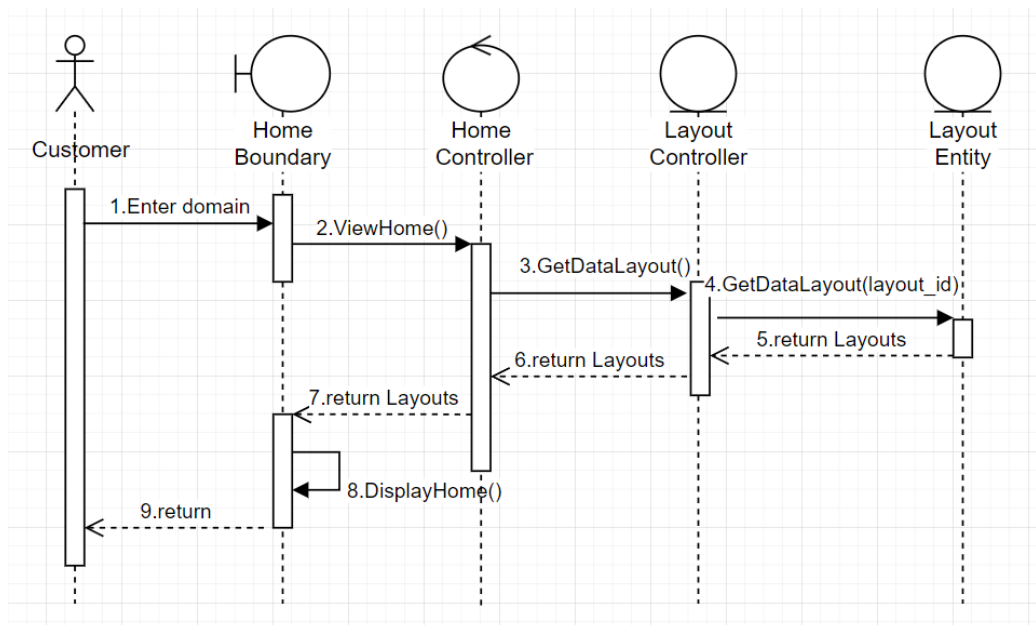 Customer
Home
Boundary
Home
Controller
Layout
Controller
Layout
Entity
1.Enter domain
2.ViewHome()
3.GetDataLayout()
4.GetDataLayout(layout_id)
5.return Layouts
6.return Layouts
7.return Layouts
8.DisplayHome()
9.return